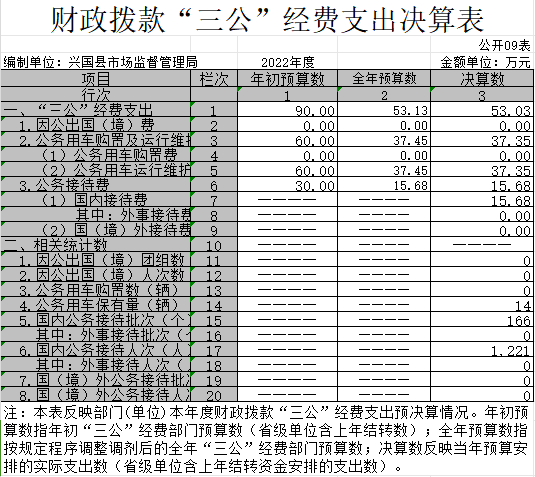 财政拨款“三公”经费支出决算表
公开09表
编制单位：兴国县市场监督管理局 2022年度 金额单位：万元
项目 栏次 年初预算数 全年预算数 决算数
行次 1 2 3
一、“三公”经费支出 1 90.00 53.13 53.03
1.因公出国（境）费 2 0.00 0.00 0.00
2.公务用车购置及运行维护 3 60.00 37.45 37.35
（1）公务用车购置费 4 0.00 0.00 0.00
（2）公务用车运行维护 5 60.00 37.45 37.35
3.公务接待费 6 30.00 15.68 15.68
（1）国内接待费 7 ———— ———— 15.68
其中：外事接待费 8 ———— ———— 0.00
（2）国（境）外接待费 9 ———— ———— 0.00
二、相关统计数 10 ———— ———— ————
1.因公出国（境）团组数 11 ———— ———— 0
2.因公出国（境）人次数 12 ———— ———— 0
3.公务用车购置数（辆） 13 ———— ———— 0
4.公务用车保有量（辆） 14 ———— ———— 14
5.国内公务接待批次（个 15 ———— ———— 166
其中：外事接待批次（个 16 ———— ———— 0
6.国内公务接待人次（人 17 ———— ———— 1,221
其中：外事接待人次（人 18 ———— ———— 0
7.国（境）外公务接待批次 19 ———— ———— 0
8.国（境）外公务接待人次 20 ———— ———— 0
注：本表反映部门(单位)本年度财政拨款“三公”经费支出预决算情况。年初预
算数指年初“三公”经费部门预算数（省级单位含上年结转数）；全年预算数指
按规定程序调整调剂后的全年“三公”经费部门预算数；决算数反映当年预算安
排的实际支出数（省级单位含上年结转资金安排的支出数）。